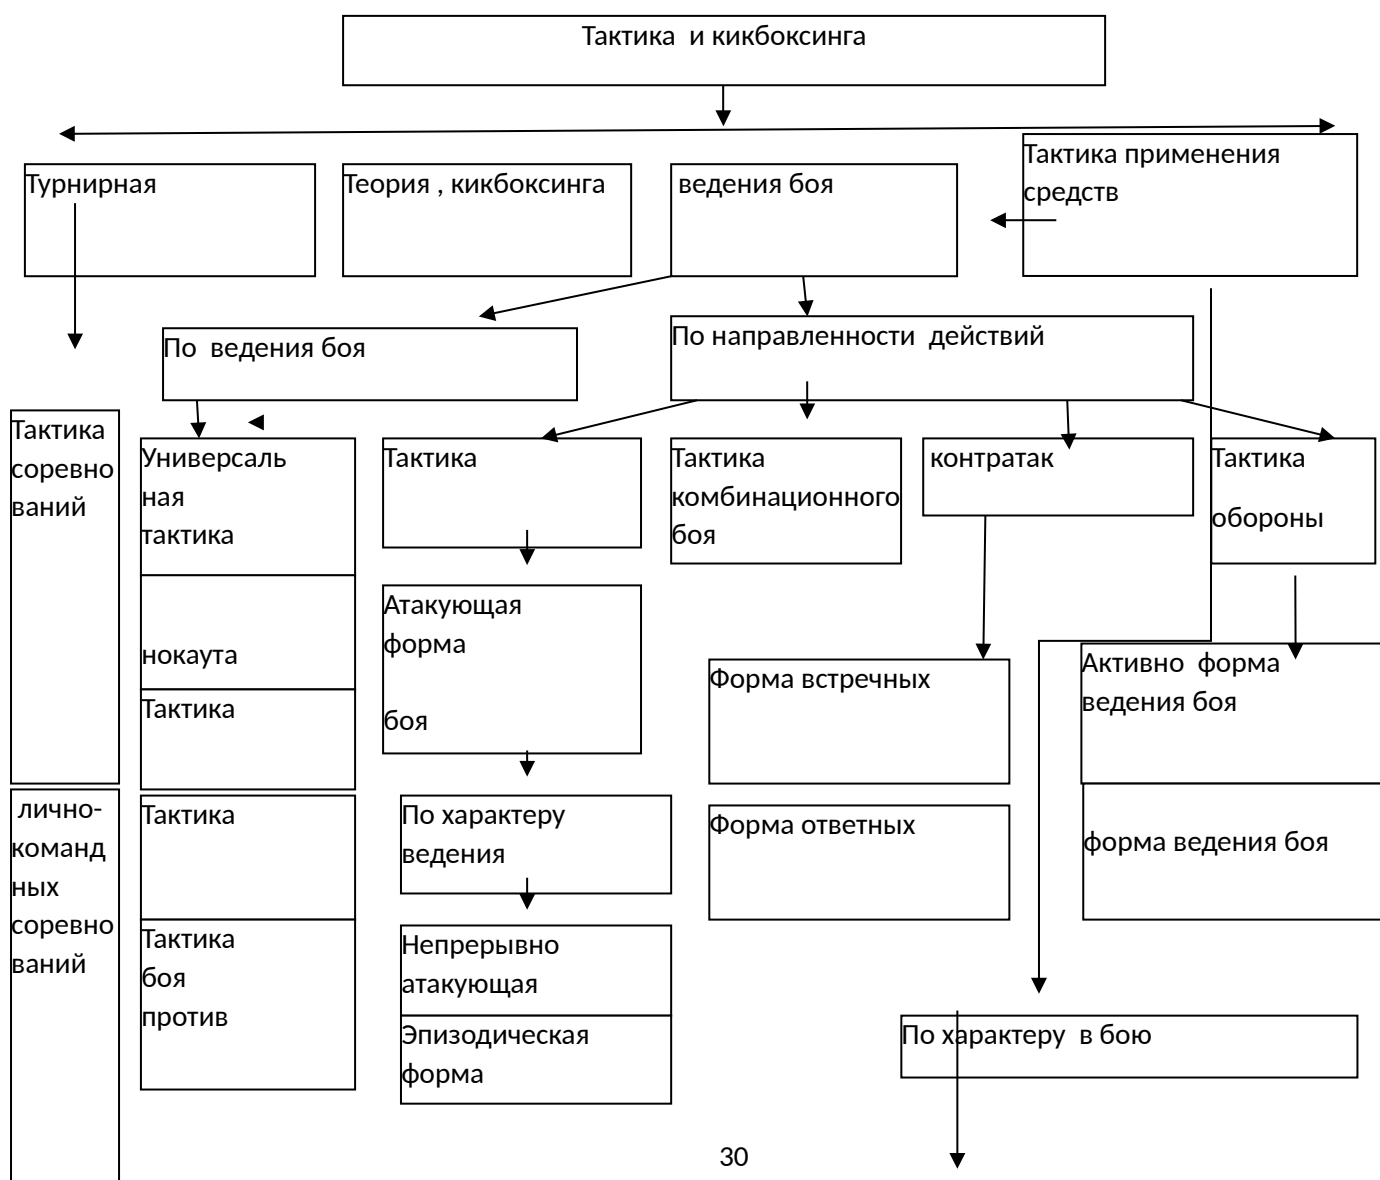 Тактика  и кикбоксинга
Турнирная
Теория , кикбоксинга
ведения боя
Тактика применения
средств
По  ведения боя
По направленности  действий
Тактика
соревно
ваний
Универсаль
ная
тактика
Тактика
Тактика
комбинационного
боя
контратак
Тактика
обороны
нокаута
Тактика
Атакующая
форма
боя
Форма встречных
Активно  форма
ведения боя
лично-
команд
ных
соревно
ваний
Тактика
Тактика
боя
против
По характеру
ведения
Форма ответных
форма ведения боя
Непрерывно
атакующая
Эпизодическая
форма
По характеру  в бою
30